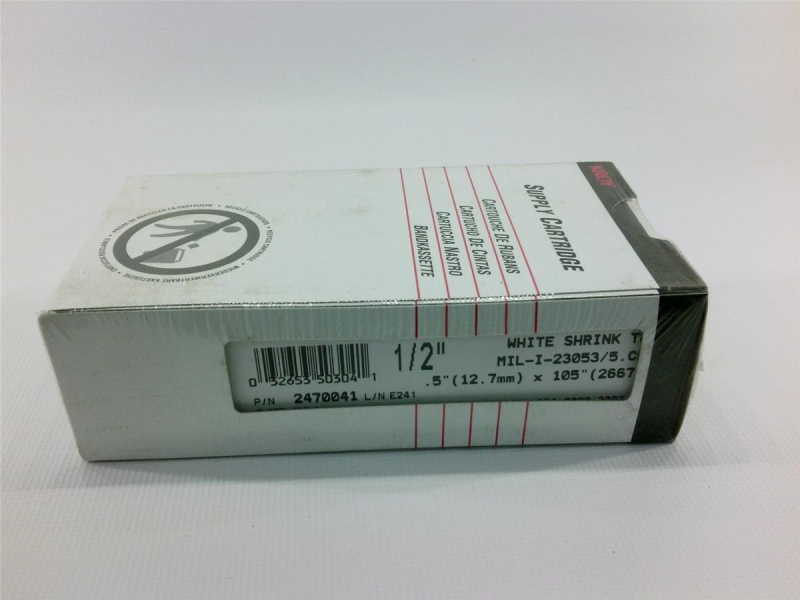 KROY
SUPPLY CARTRIDGE
CARTOUCHE DE RUBANS
CARTUCHO DE CINTAS
CARTUCCIA NASTRO
BANDKASSETTE
WHITE SHRINK T
1/2" MIL-I-23053/5.C
0 32653 50304 1 .5"(12.7mm) x 105"(2667
P/N 2470041 L/N E241